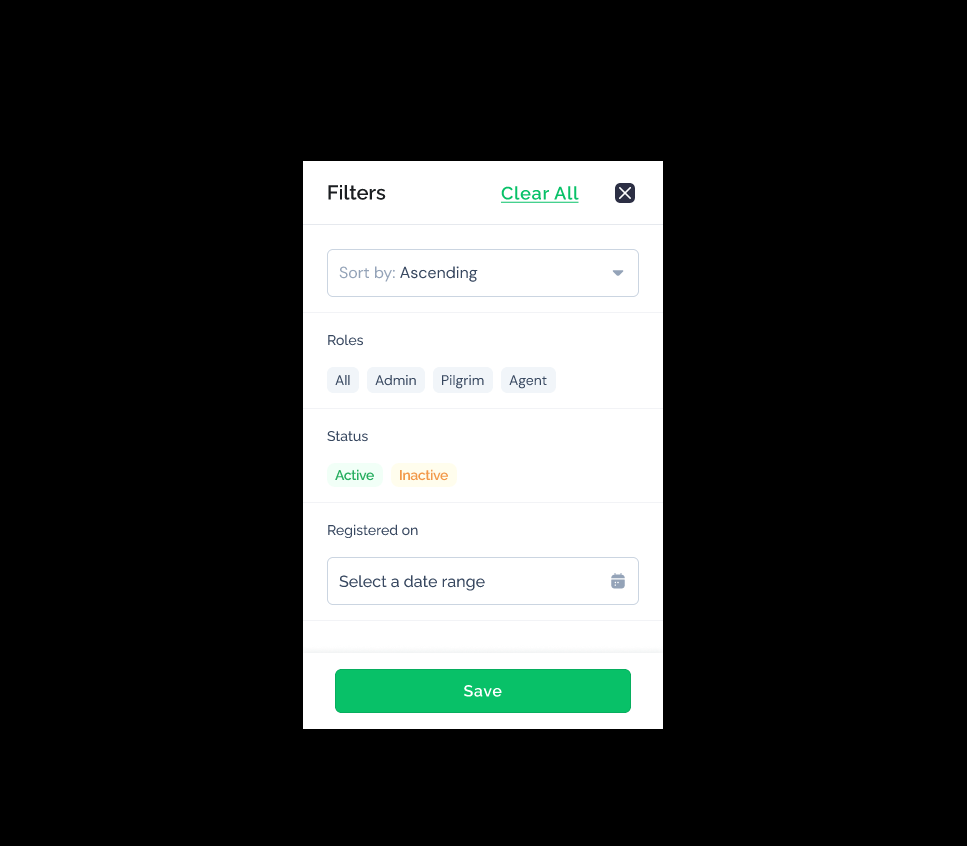 Filters Clear All
Sort by: Ascending
Roles
All Admin Pilgrim Agent
Status
Active Inactive
Registered on
Select a date range
Save